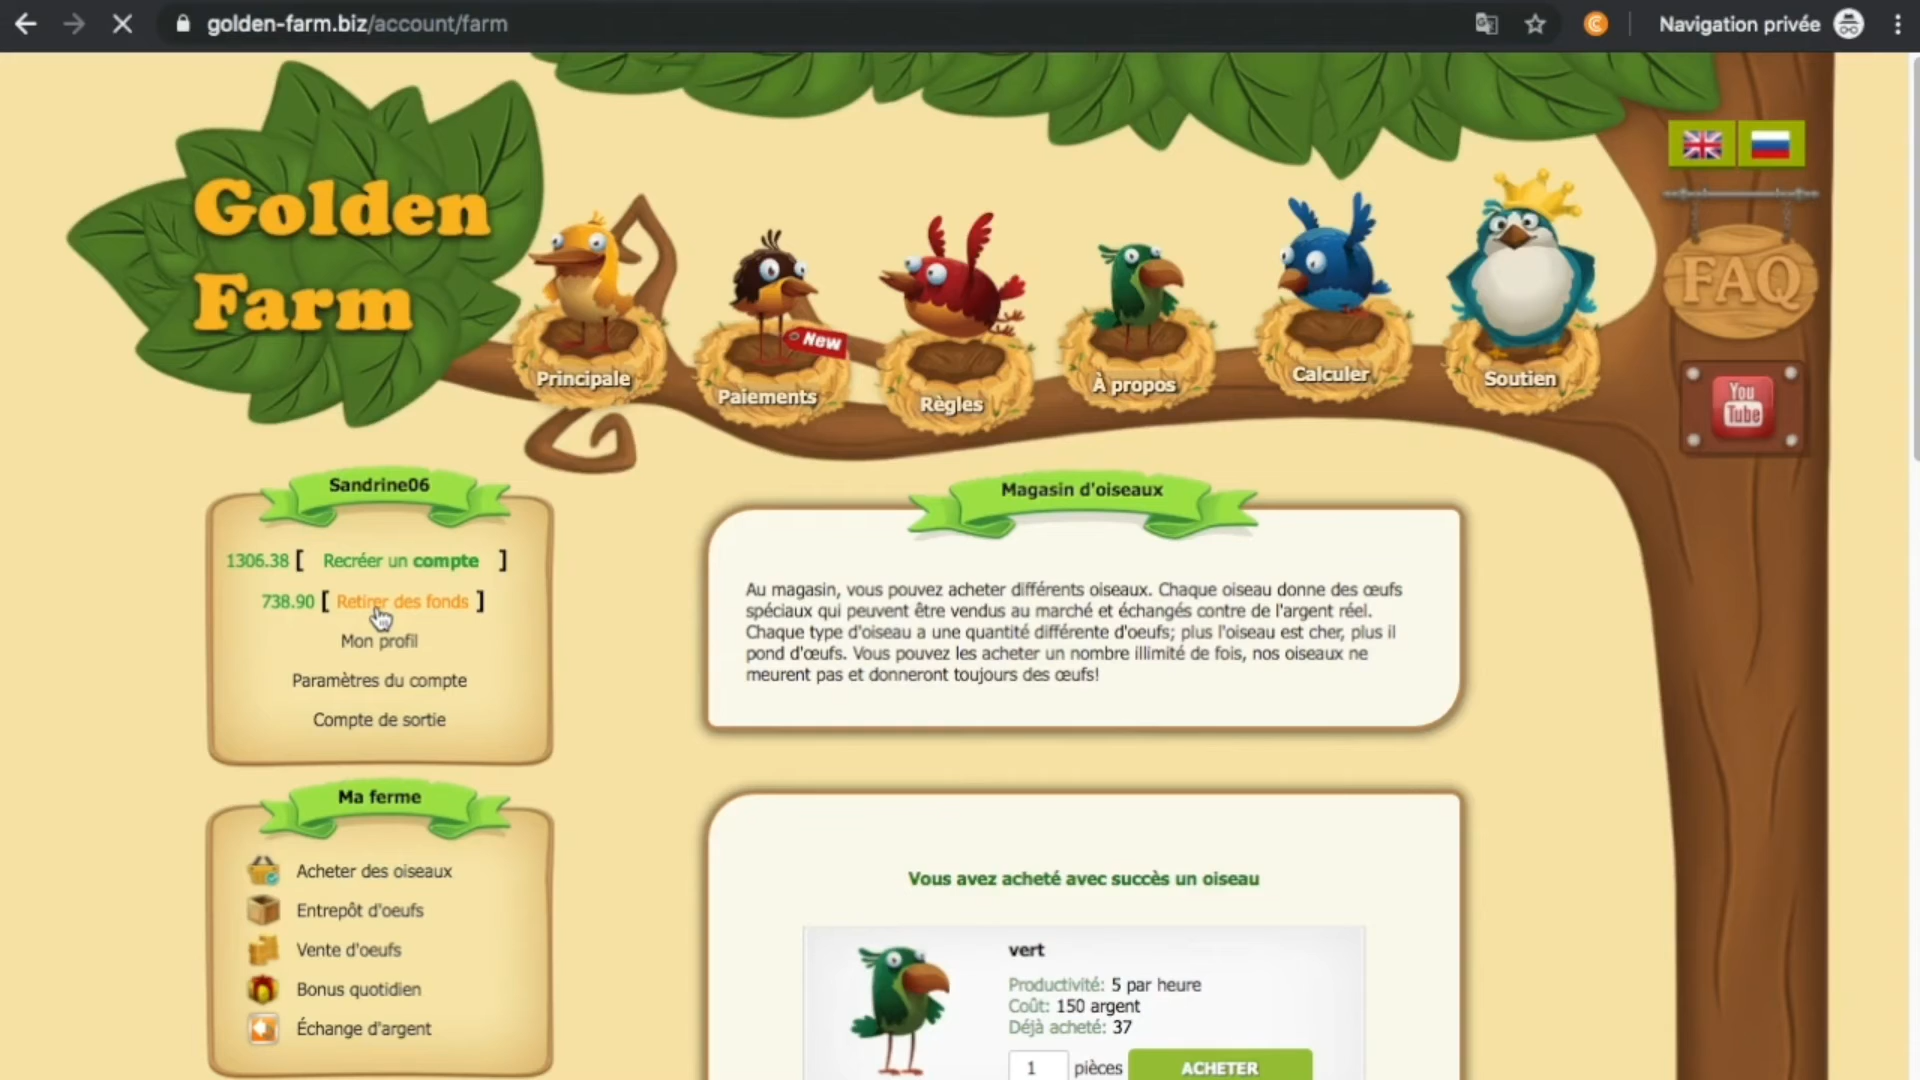 golden-farm.biz/account/farm
Navigation privée
Golden
Farm
Principale
Paiements
New
Règles
À propos
Calculer
Soutien
FAQ
You
Tube
Sandrine06
1306.38 [ Recréer un compte ]
738.90 [ Retirer des fonds ]
Mon profil
Paramètres du compte
Compte de sortie
Ma ferme
Acheter des oiseaux
Entrepôt d'oeufs
Vente d'oeufs
Bonus quotidien
Échange d'argent
Magasin d'oiseaux
Au magasin, vous pouvez acheter différents oiseaux. Chaque oiseau donne des œufs
spéciaux qui peuvent être vendus au marché et échangés contre de l'argent réel.
Chaque type d'oiseau a une quantité différente d'oeufs; plus l'oiseau est cher, plus il
pond d'œufs. Vous pouvez les acheter un nombre illimité de fois, nos oiseaux ne
meurent pas et donneront toujours des œufs!
Vous avez acheté avec succès un oiseau
vert
Productivité: 5 par heure
Coût: 150 argent
Déjà acheté: 37
1 pièces ACHETER